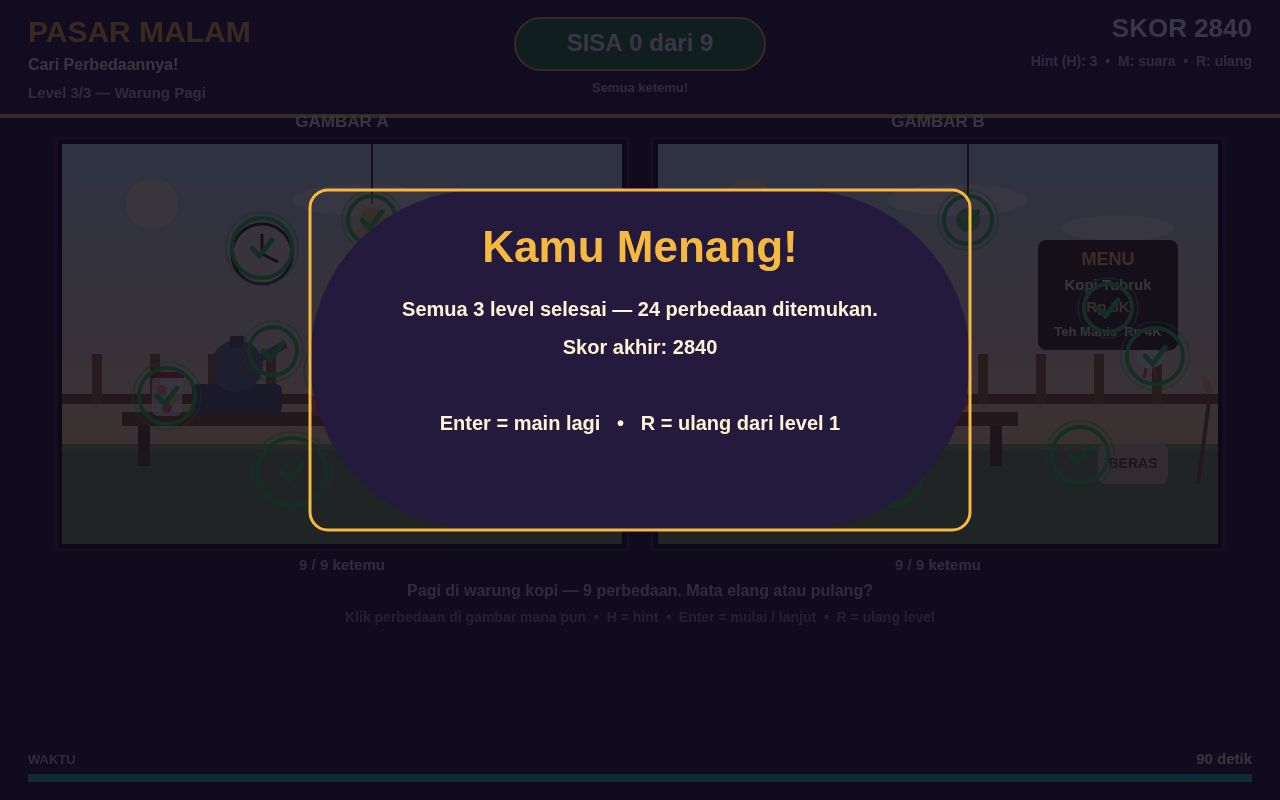 PASAR MALAM
Cari Perbedaannya!
Level 3/3 — Warung Pagi
SISA 0 dari 9
Semua ketemu!
SKOR 2840
Hint (H): 3 • M: suara • R: ulang
GAMBAR A
GAMBAR B
MENU
Kopi Tubruk
Rp 8K
Teh Manis Rp 4K
BERAS
Kamu Menang!
Semua 3 level selesai — 24 perbedaan ditemukan.
Skor akhir: 2840
Enter = main lagi • R = ulang dari level 1
9 / 9 ketemu
9 / 9 ketemu
Pagi di warung kopi — 9 perbedaan. Mata elang atau pulang?
Klik perbedaan di gambar mana pun • H = hint • Enter = mulai / lanjut • R = ulang level
WAKTU
90 detik